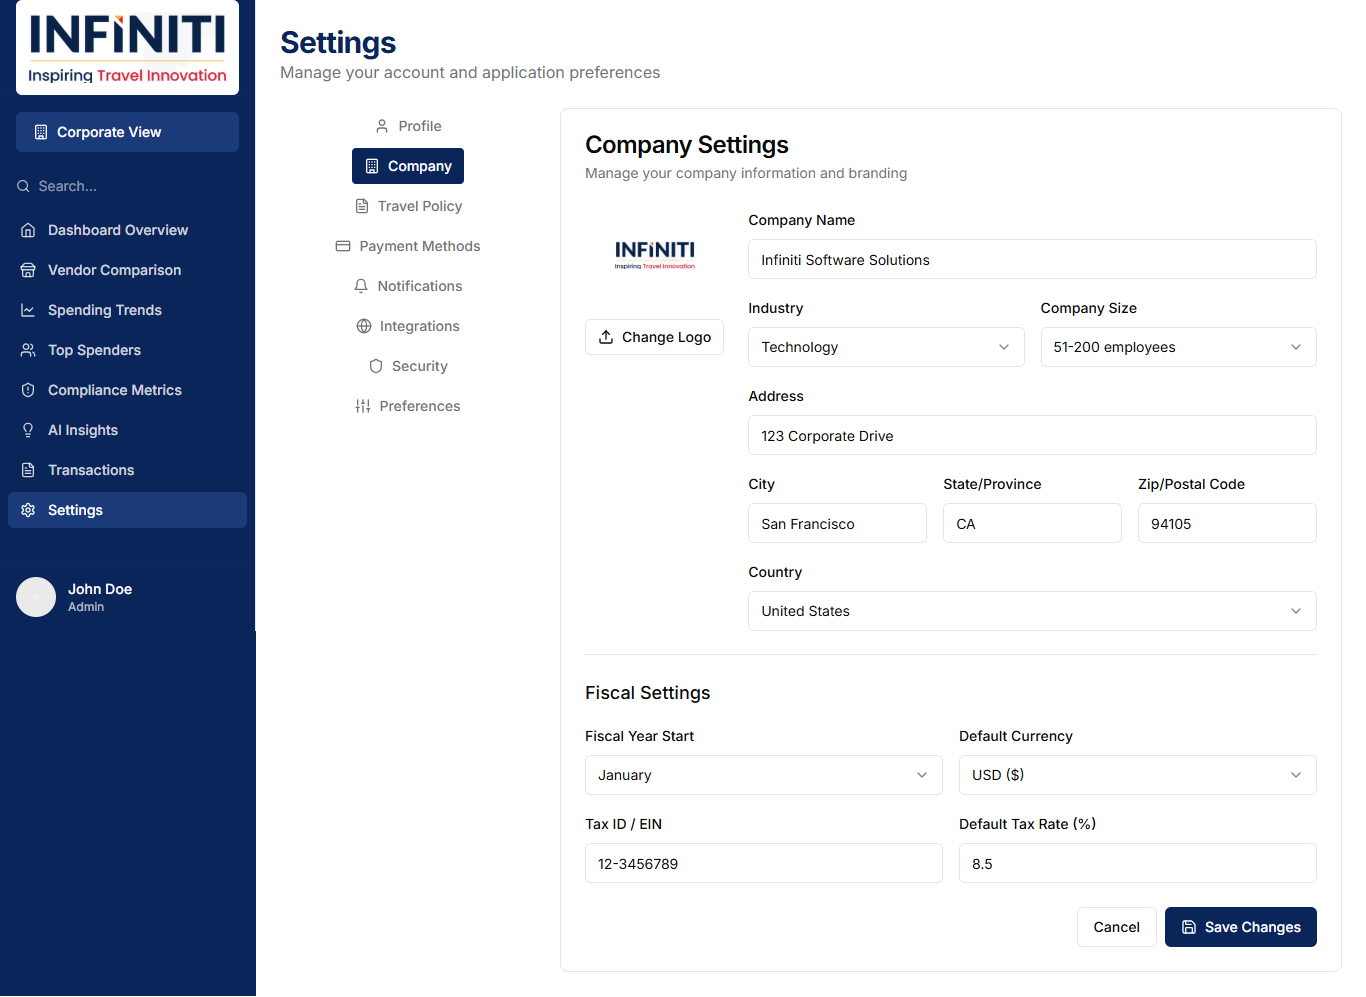 INFINITI
Inspiring Travel Innovation
Corporate View
Search...
Dashboard Overview
Vendor Comparison
Spending Trends
Top Spenders
Compliance Metrics
AI Insights
Transactions
Settings
John Doe
Admin
Settings
Manage your account and application preferences
Profile
Company
Travel Policy
Payment Methods
Notifications
Integrations
Security
Preferences
Company Settings
Manage your company information and branding
INFINITI
Inspiring Travel Innovation
Change Logo
Company Name
Infiniti Software Solutions
Industry
Company Size
Technology
51-200 employees
Address
123 Corporate Drive
City
State/Province
Zip/Postal Code
San Francisco
CA
94105
Country
United States
Fiscal Settings
Fiscal Year Start
Default Currency
January
USD ($)
Tax ID / EIN
Default Tax Rate (%)
12-3456789
8.5
Cancel
Save Changes